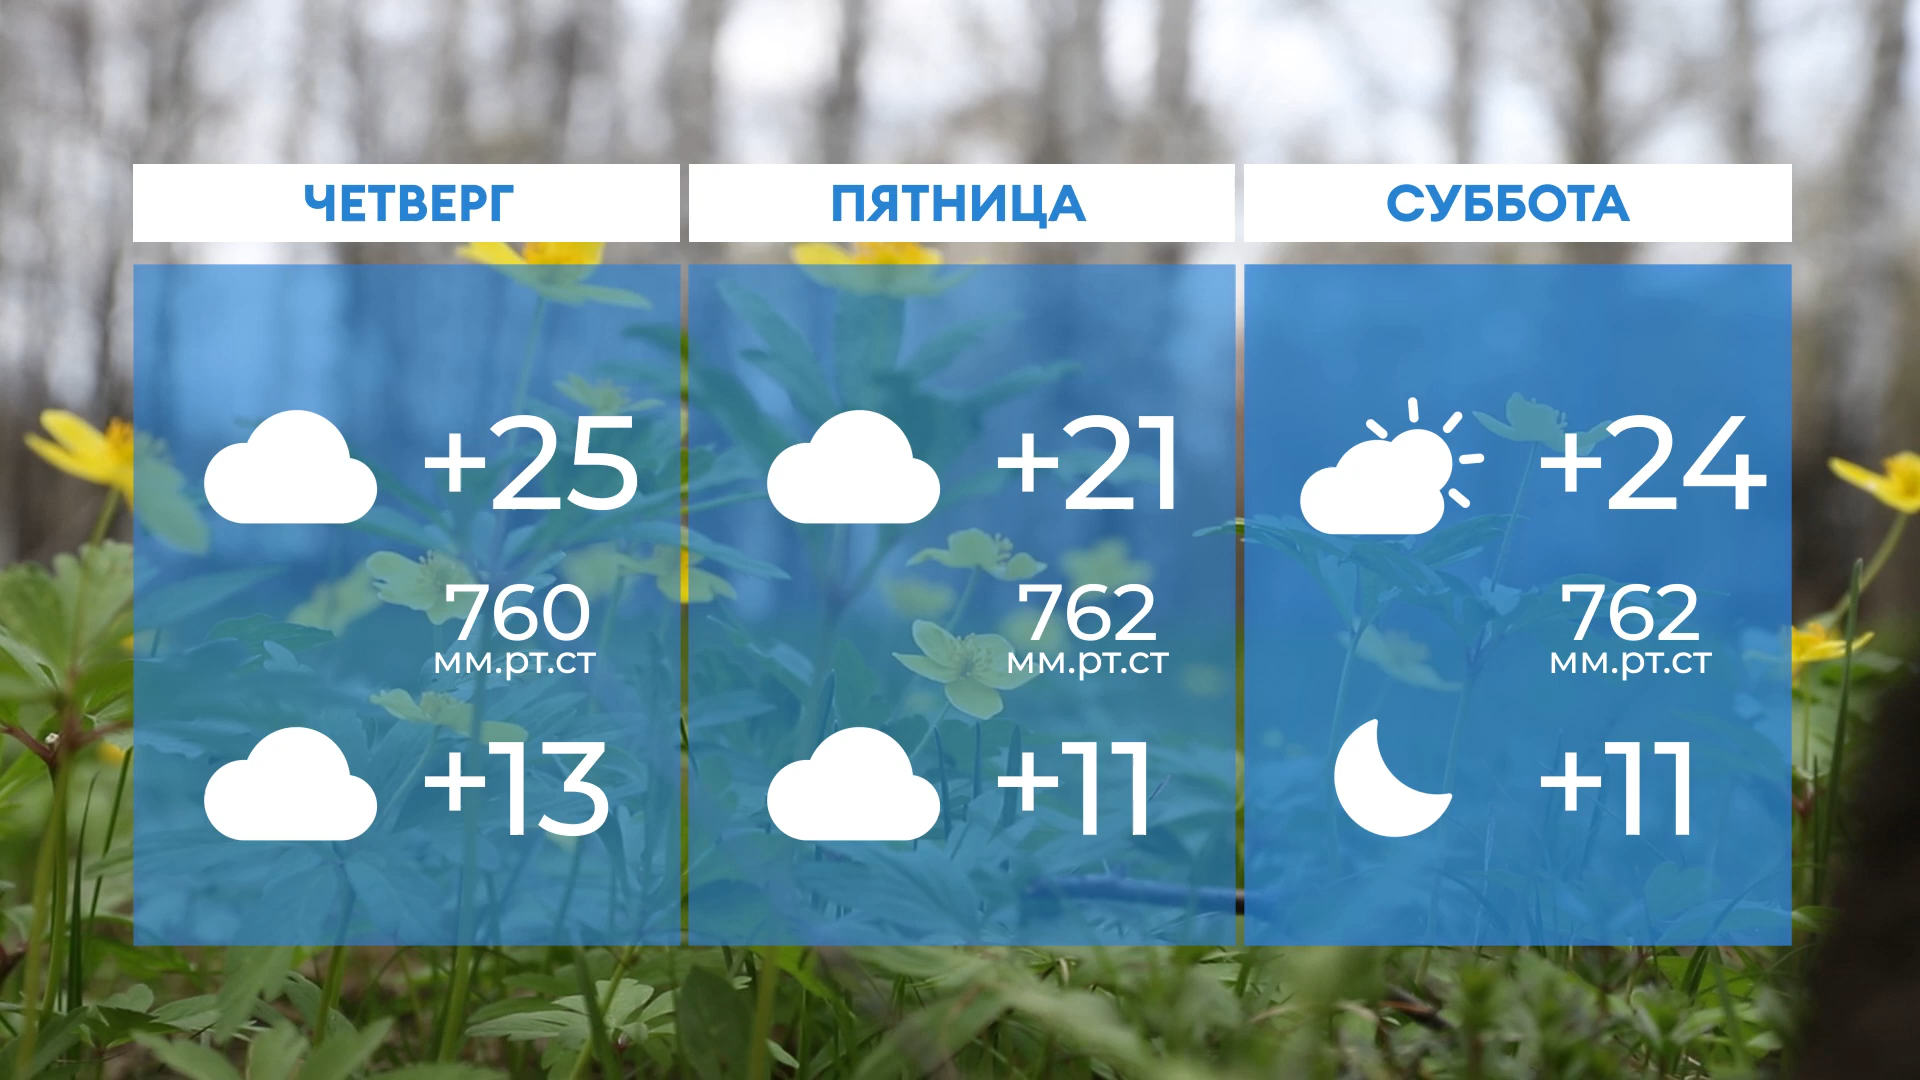 ЧЕТВЕРГ
+25
760
мм.рт.ст
+13
ПЯТНИЦА
+21
762
мм.рт.ст
+11
СУББОТА
+24
762
мм.рт.ст
+11